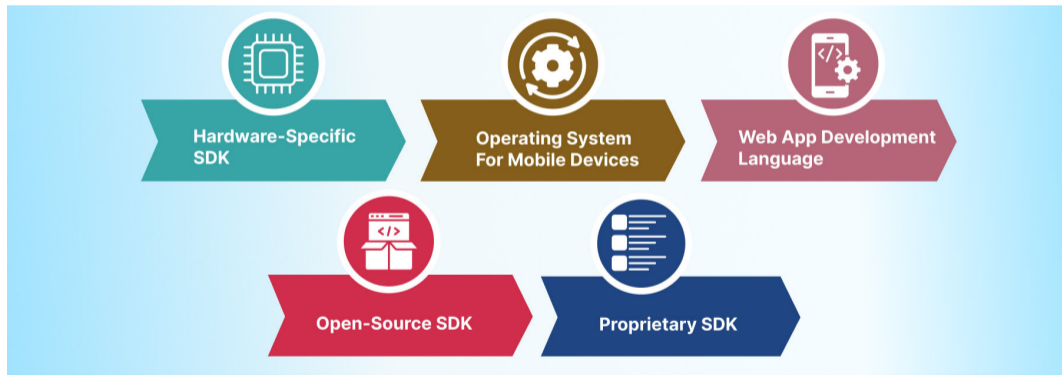 Hardware-Specific
SDK
Operating System
For Mobile Devices
Web App Development
Language
Open-Source SDK
Proprietary SDK